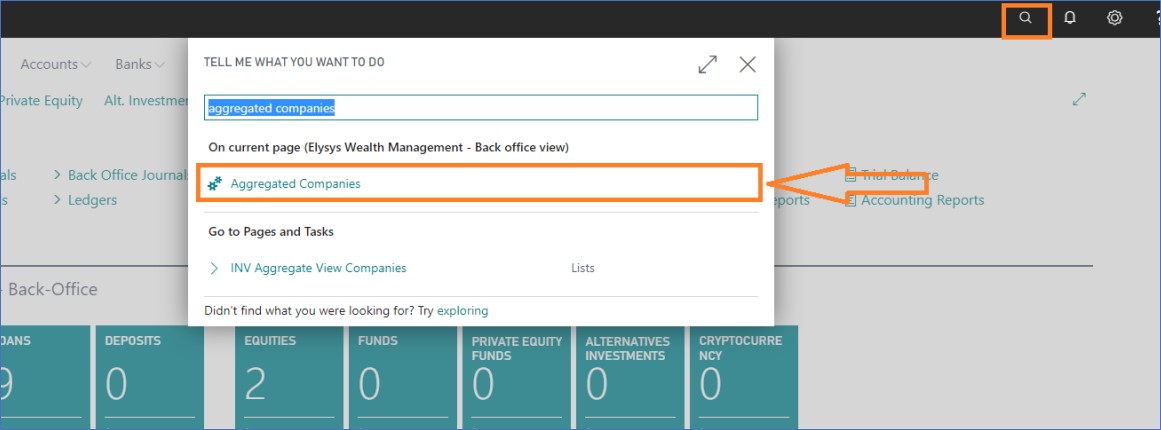 Accounts
Banks
Private Equity
Alt. Investmen
TELL ME WHAT YOU WANT TO DO
aggregated companies
On current page (Elysys Wealth Management - Back office view)
Aggregated Companies
Go to Pages and Tasks
INV Aggregate View Companies
Lists
Didn't find what you were looking for? Try exploring
als
Back Office Journals
Trial Balance
s
Ledgers
eports
Accounting Reports
- Back-Office
OANS
9
DEPOSITS
0
EQUITIES
2
FUNDS
0
PRIVATE EQUITY
FUNDS
0
ALTERNATIVES
INVESTMENTS
0
CRYPTOCURRE
NCY
0